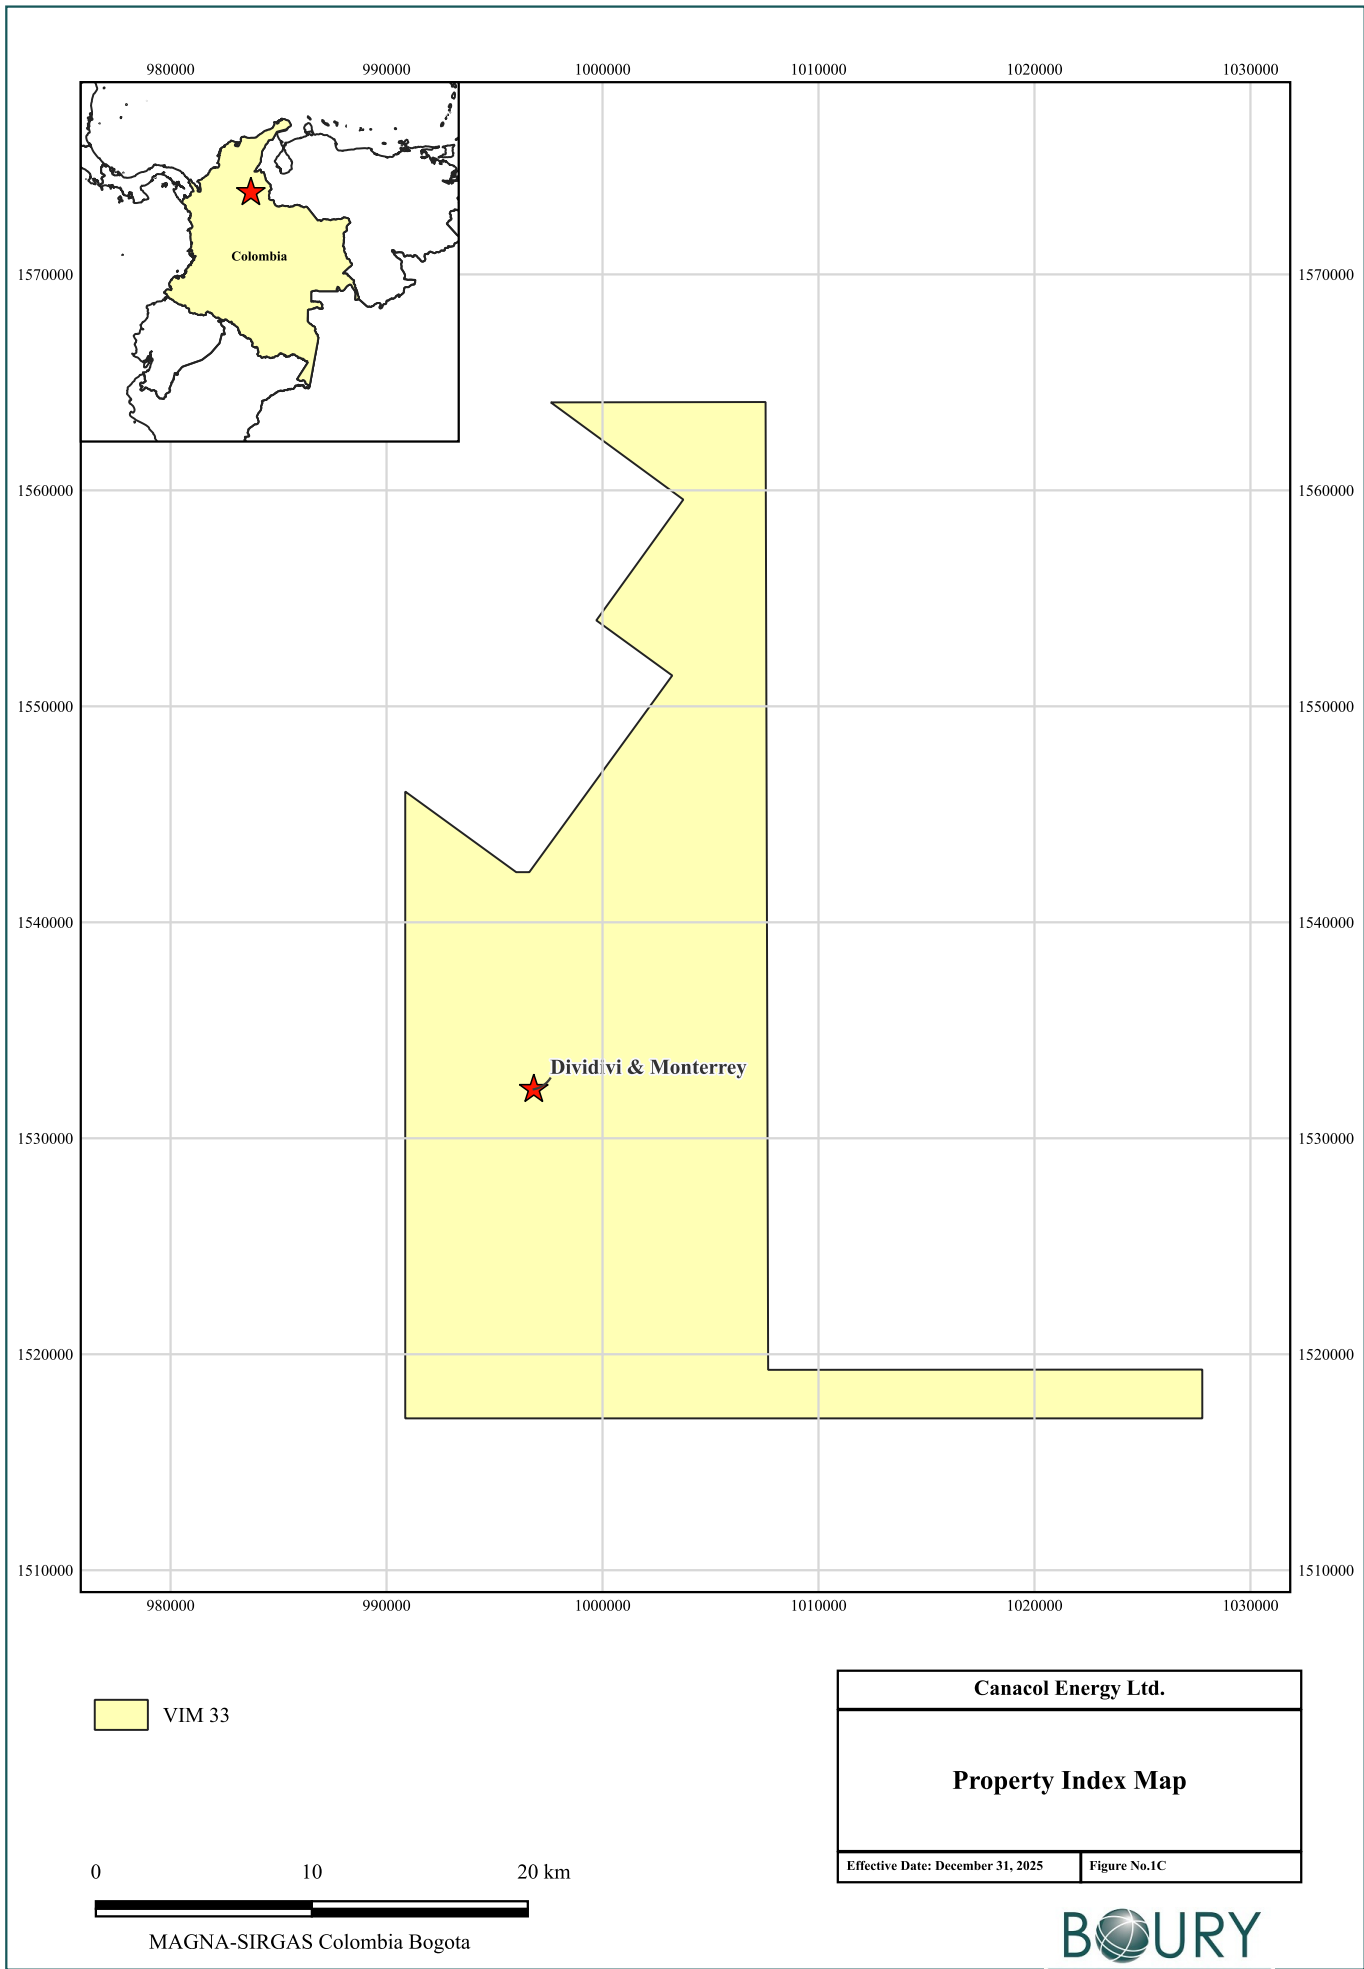 980000 990000 1000000 1010000 1020000 1030000
Colombia
1570000 1570000
1560000 1560000
1550000 1550000
1540000 1540000
Dividivi & Monterrey
1530000 1530000
1520000 1520000
1510000 1510000
980000 990000 1000000 1010000 1020000 1030000
VIM 33
Canacol Energy Ltd.
Property Index Map
Effective Date: December 31, 2025 Figure No.1C
0 10 20 km
MAGNA-SIRGAS Colombia Bogota
BOURY